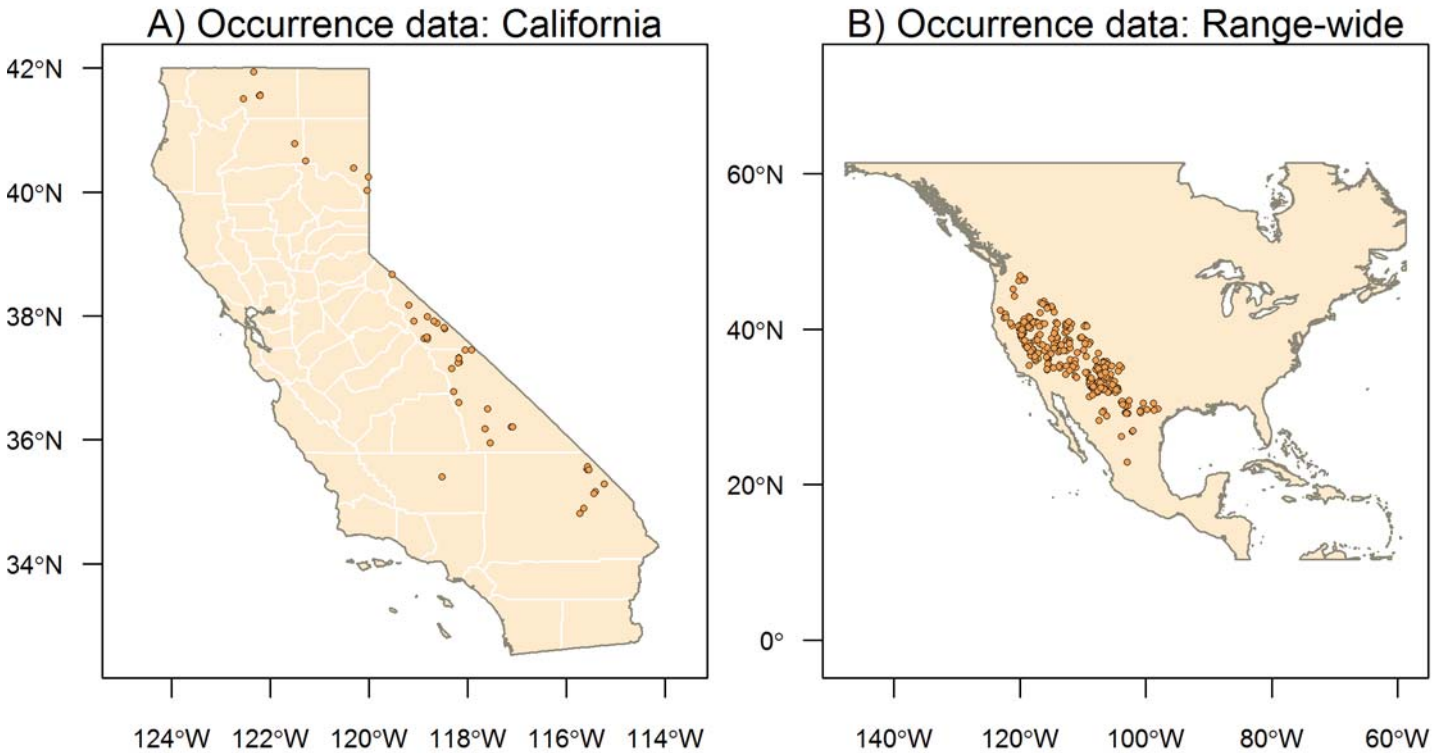 A) Occurrence data: California
42°N
40°N
38°N
36°N
34°N
124°W 122°W 120°W 118°W 116°W 114°W
B) Occurrence data: Range-wide
60°N
40°N
20°N
0°
140°W 120°W 100°W 80°W 60°W